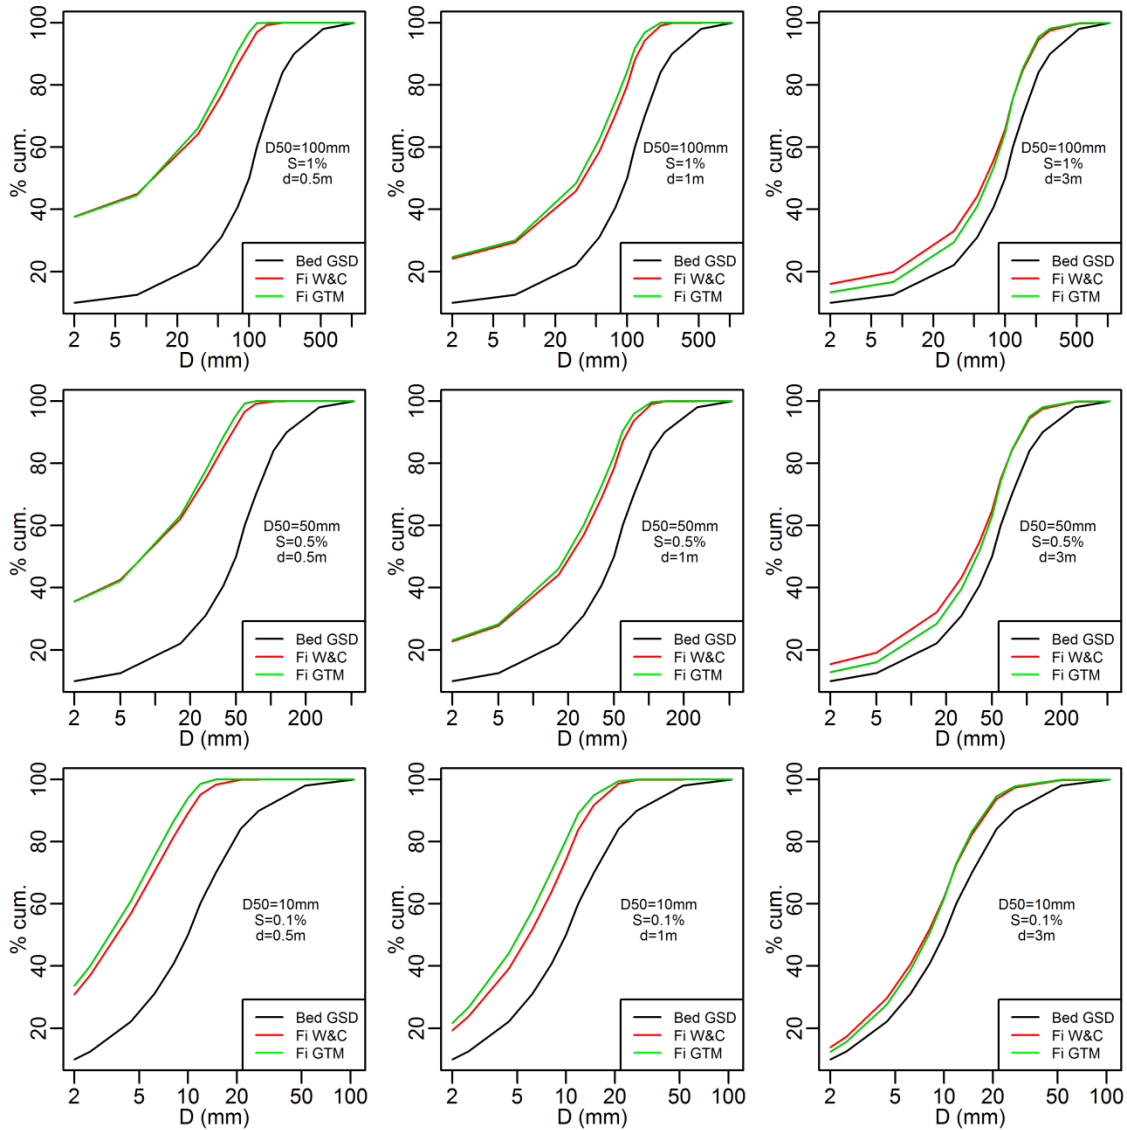 % cum.
20 40 60 80 100
D50=100mm
S=1%
d=0.5m
Bed GSD
Fi W&C
Fi GTM
2 5 20 100 500
D (mm)
% cum.
20 40 60 80 100
D50=100mm
S=1%
d=1m
Bed GSD
Fi W&C
Fi GTM
2 5 20 100 500
D (mm)
% cum.
20 40 60 80 100
D50=100mm
S=1%
d=3m
Bed GSD
Fi W&C
Fi GTM
2 5 20 100 500
D (mm)
% cum.
20 40 60 80 100
D50=50mm
S=0.5%
d=0.5m
Bed GSD
Fi W&C
Fi GTM
2 5 20 50 200
D (mm)
% cum.
20 40 60 80 100
D50=50mm
S=0.5%
d=1m
Bed GSD
Fi W&C
Fi GTM
2 5 20 50 200
D (mm)
% cum.
20 40 60 80 100
D50=50mm
S=0.5%
d=3m
Bed GSD
Fi W&C
Fi GTM
2 5 20 50 200
D (mm)
% cum.
20 40 60 80 100
D50=10mm
S=0.1%
d=0.5m
Bed GSD
Fi W&C
Fi GTM
2 5 10 20 50 100
D (mm)
% cum.
20 40 60 80 100
D50=10mm
S=0.1%
d=1m
Bed GSD
Fi W&C
Fi GTM
2 5 10 20 50 100
D (mm)
% cum.
20 40 60 80 100
D50=10mm
S=0.1%
d=3m
Bed GSD
Fi W&C
Fi GTM
2 5 10 20 50 100
D (mm)